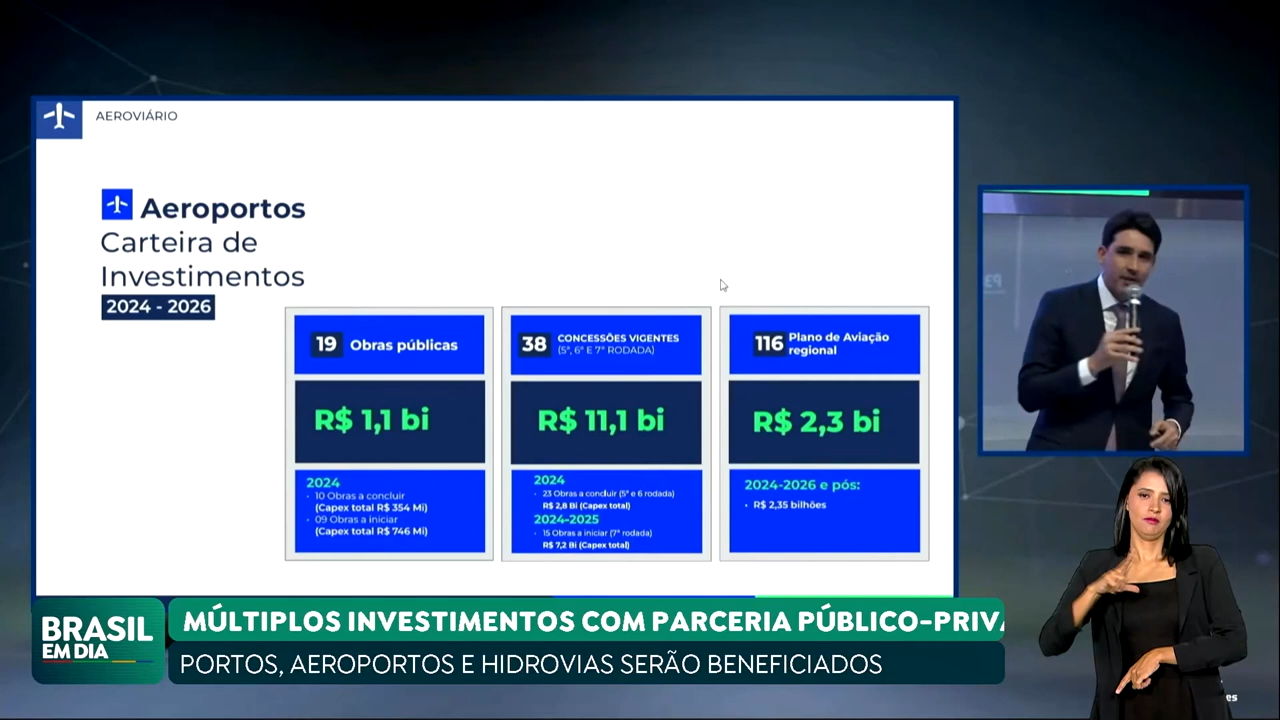 AEROVIÁRIO
Aeroportos
Carteira de
Investimentos
2024 - 2026
19 Obras públicas
R$ 1,1 bi
2024
· 10 Obras a concluir
(Capex total R$ 354 Mi)
· 09 Obras a iniciar
(Capex total R$ 746 Mi)
38 CONCESSÕES VIGENTES
(5ª, 6ª E 7ª RODADA)
R$ 11,1 bi
2024
· 23 Obras a concluir (5ª e 6 rodada)
R$ 2,8 Bi (Capex total)
2024-2025
· 15 Obras a iniciar (7ª rodada)
R$ 7,2 Bi (Capex total)
116 Plano de Aviação
regional
R$ 2,3 bi
2024-2026 e pós:
• R$ 2,35 bilhões
BRASIL
EM DIA
MÚLTIPLOS INVESTIMENTOS COM PARCERIA PÚBLICO-PRIV
PORTOS, AEROPORTOS E HIDROVIAS SERÃO BENEFICIADOS